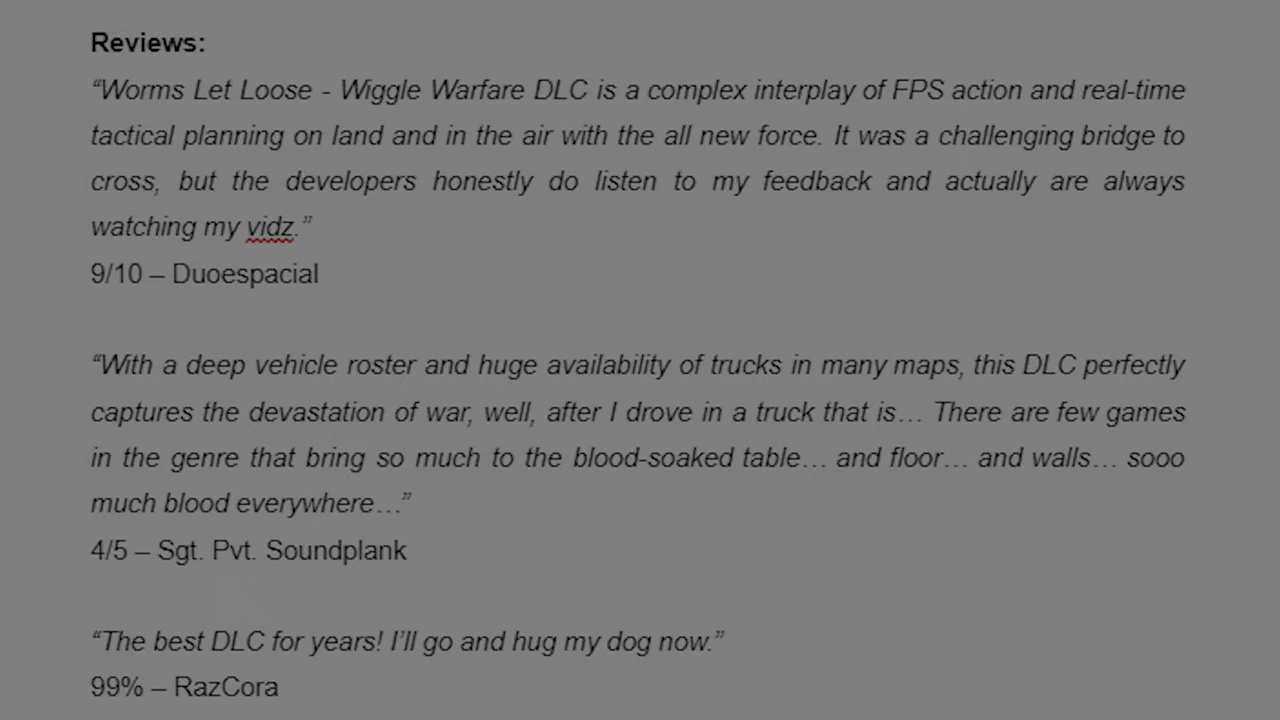 Reviews:
“Worms Let Loose - Wiggle Warfare DLC is a complex interplay of FPS action and real-time
tactical planning on land and in the air with the all new force. It was a challenging bridge to
cross, but the developers honestly do listen to my feedback and actually are always
watching my vidz.”
9/10 – Duoespacial
“With a deep vehicle roster and huge availability of trucks in many maps, this DLC perfectly
captures the devastation of war, well, after I drove in a truck that is… There are few games
in the genre that bring so much to the blood-soaked table… and floor… and walls… sooo
much blood everywhere…”
4/5 – Sgt. Pvt. Soundplank
“The best DLC for years! I’ll go and hug my dog now.”
99% – RazCora